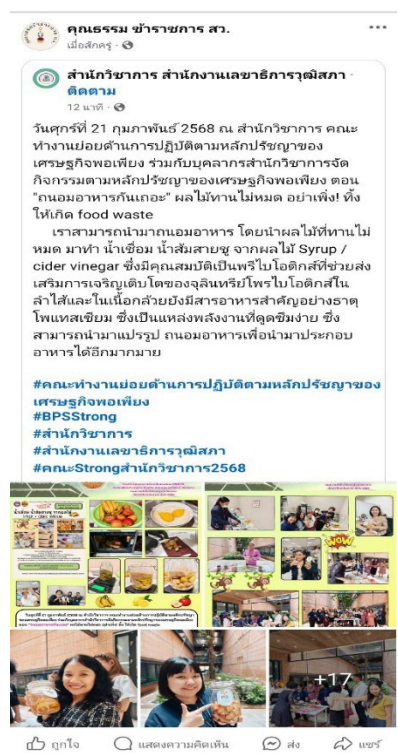 คุณธรรม ข้าราชการ สว.
เมื่อสักครู่ ·
สำนักวิชาการ สำนักงานเลขาธิการวุฒิสภา ·
ติดตาม
12 นาที ·
วันศุกร์ที่ 21 กุมภาพันธ์ 2568 ณ สำนักวิชาการ คณะ
ทำงานย่อยด้านการปฏิบัติตามหลักปรัชญาของ
เศรษฐกิจพอเพียง ร่วมกับบุคลากรสำนักวิชาการจัด
กิจกรรมตามหลักปรัชญาของเศรษฐกิจพอเพียง ตอน
"ถนอมอาหารกันเถอะ" ผลไม้ทานไม่หมด อย่าเพิ่ง! ทิ้ง
ให้เกิด food waste
เราสามารถนำมาถนอมอาหาร โดยนำผลไม้ที่ทานไม่
หมด มาทำ น้ำเชื่อม น้ำส้มสายชู จากผลไม้ Syrup /
cider vinegar ซึ่งมีคุณสมบัติเป็นพรีไบโอติกส์ที่ช่วยส่ง
เสริมการเจริญเติบโตของจุลินทรีย์โพรไบโอติกส์ใน
ลำไส้และในเนื้อกล้วยยังมีสารอาหารสำคัญอย่างธาตุ
โพแทสเซียม ซึ่งเป็นแหล่งพลังงานที่ดูดซึมง่าย ซึ่ง
สามารถนำมาแปรรูป ถนอมอาหารเพื่อนำมาประกอบ
อาหารได้อีกมากมาย
#คณะทำงานย่อยด้านการปฏิบัติตามหลักปรัชญาของ
เศรษฐกิจพอเพียง
#BPSStrong
#สำนักวิชาการ
#สำนักงานเลขาธิการวุฒิสภา
#คณะStrongสำนักวิชาการ2568
WOW
+17
ถูกใจ
แสดงความคิดเห็น
ส่ง
แชร์